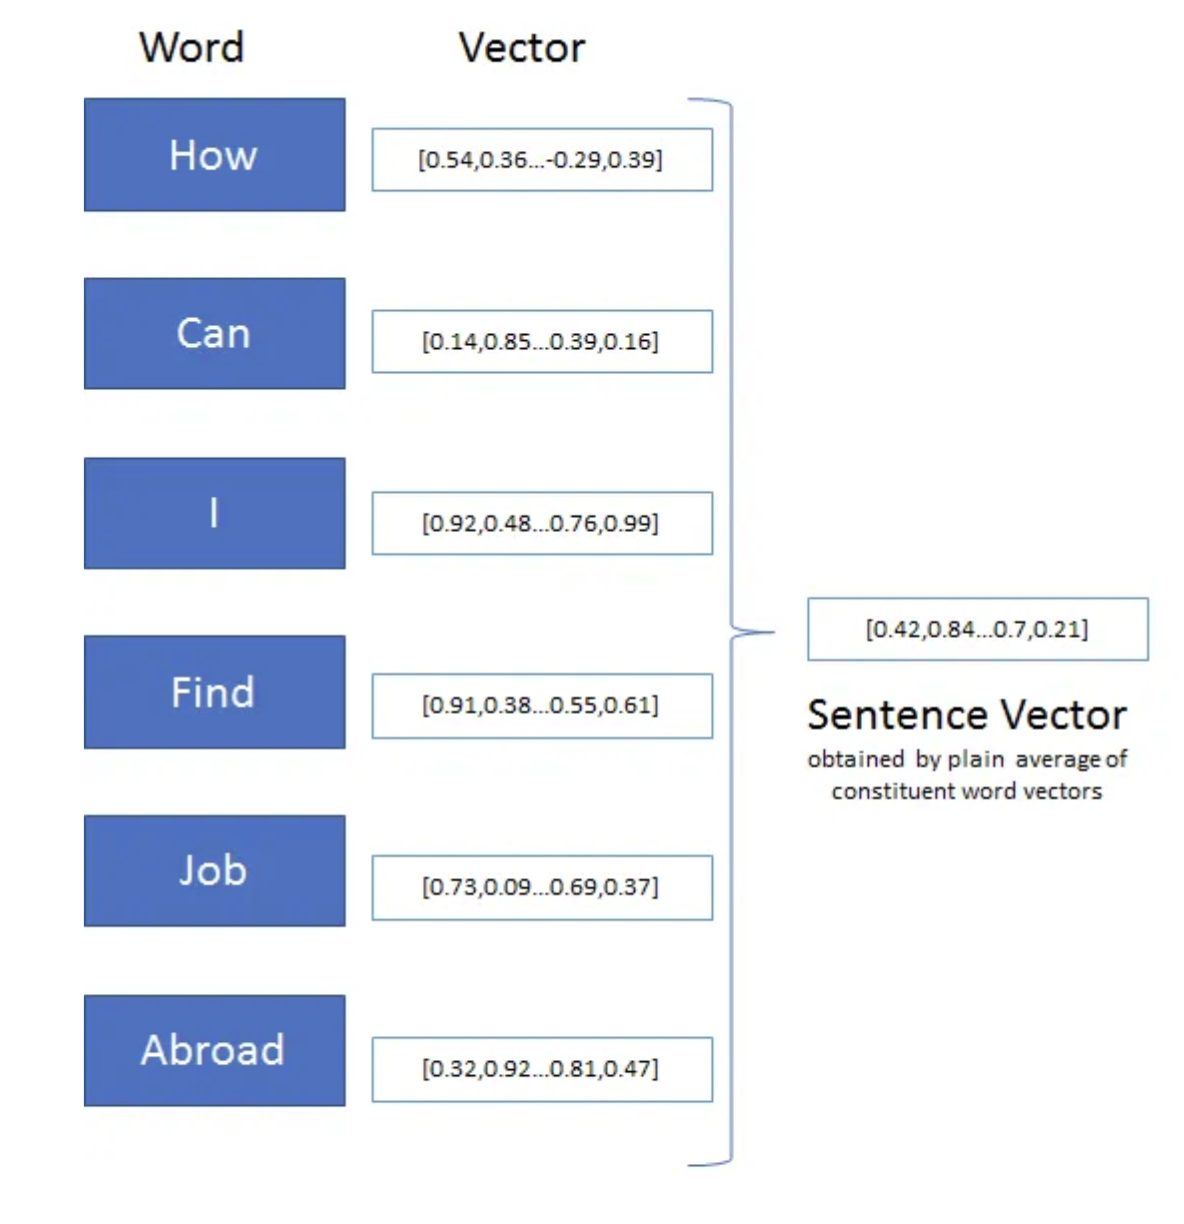 Word Vector
How [0.54,0.36...-0.29,0.39]
Can [0.14,0.85...0.39,0.16]
I [0.92,0.48...0.76,0.99]
Find [0.91,0.38...0.55,0.61]
Job [0.73,0.09...0.69,0.37]
Abroad [0.32,0.92...0.81,0.47]
[0.42,0.84...0.7,0.21]
Sentence Vector
obtained by plain average of
constituent word vectors